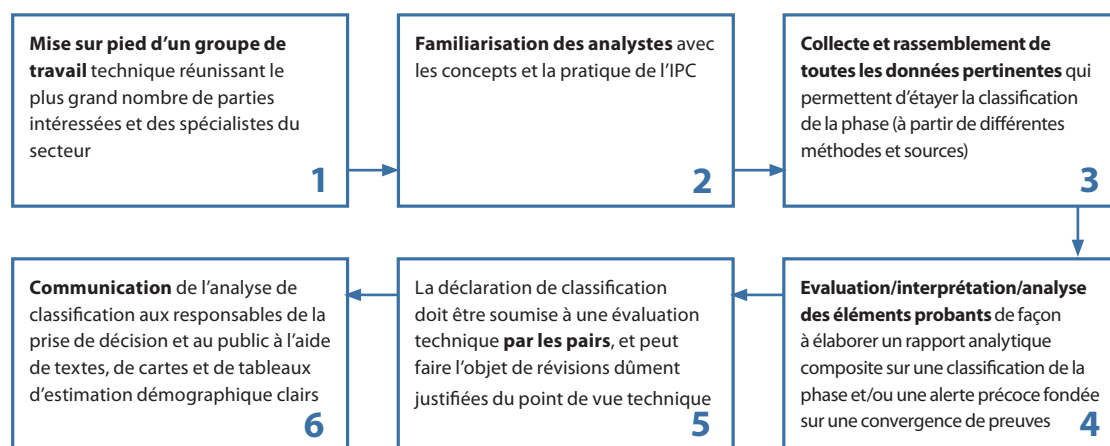 Mise sur pied d’un groupe de
travail technique réunissant le
plus grand nombre de parties
intéressées et des spécialistes du
secteur
1
Familiarisation des analystes avec
les concepts et la pratique de l’IPC
2
Collecte et rassemblement de
toutes les données pertinentes qui
permettent d’étayer la classification
de la phase (à partir de différentes
méthodes et sources)
3
Evaluation/interprétation/analyse
des éléments probants de façon
à élaborer un rapport analytique
composite sur une classification de la
phase et/ou une alerte précoce fondée
sur une convergence de preuves
4
La déclaration de classification
doit être soumise à une évaluation
technique par les pairs, et peut
faire l’objet de révisions dûment
justifiées du point de vue technique
5
Communication de l’analyse de
classification aux responsables de la
prise de décision et au public à l’aide
de textes, de cartes et de tableaux
d’estimation démographique clairs
6